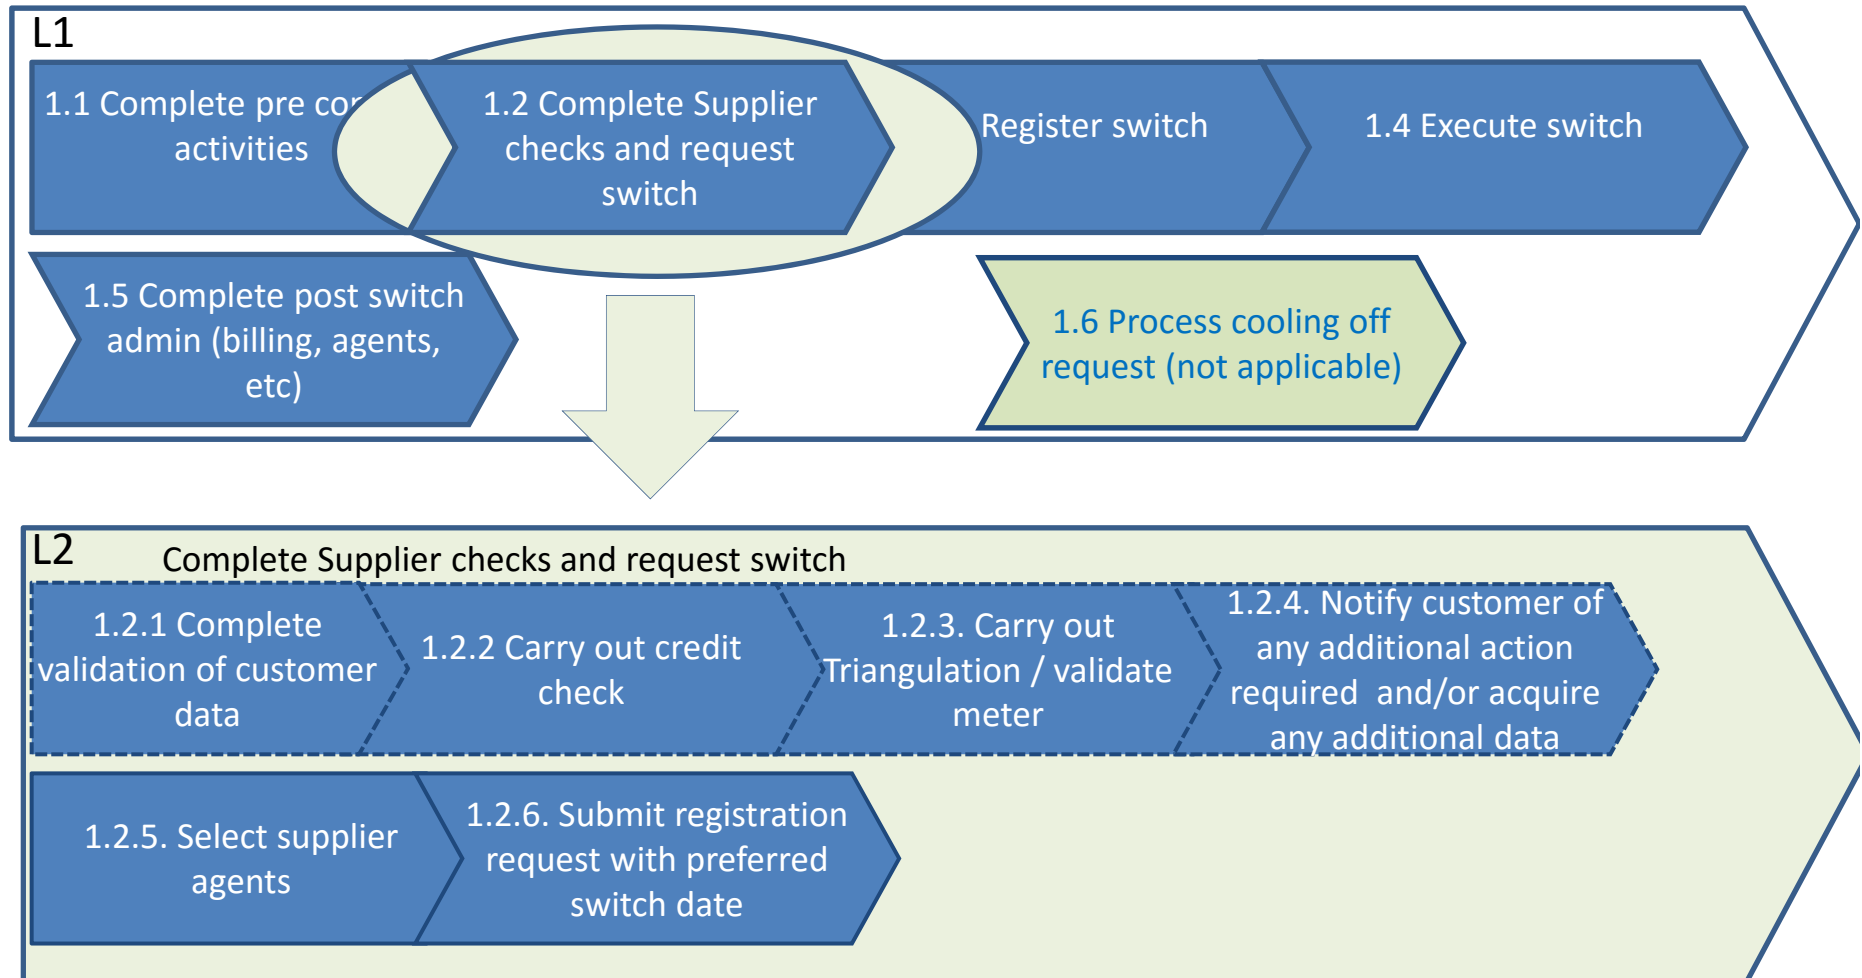 L1
1.1 Complete pre
activities
1.2 Complete Supplier
checks and request
switch
Register switch
1.4 Execute switch
1.5 Complete post switch
admin (billing, agents,
etc)
1.6 Process cooling off
request (not applicable)
L2
Complete Supplier checks and request switch
1.2.1 Complete
validation of customer
data
1.2.2 Carry out credit
check
1.2.3. Carry out
Triangulation / validate
meter
1.2.4. Notify customer of
any additional action
required and/or acquire
any additional data
1.2.5. Select supplier
agents
1.2.6. Submit registration
request with preferred
switch date